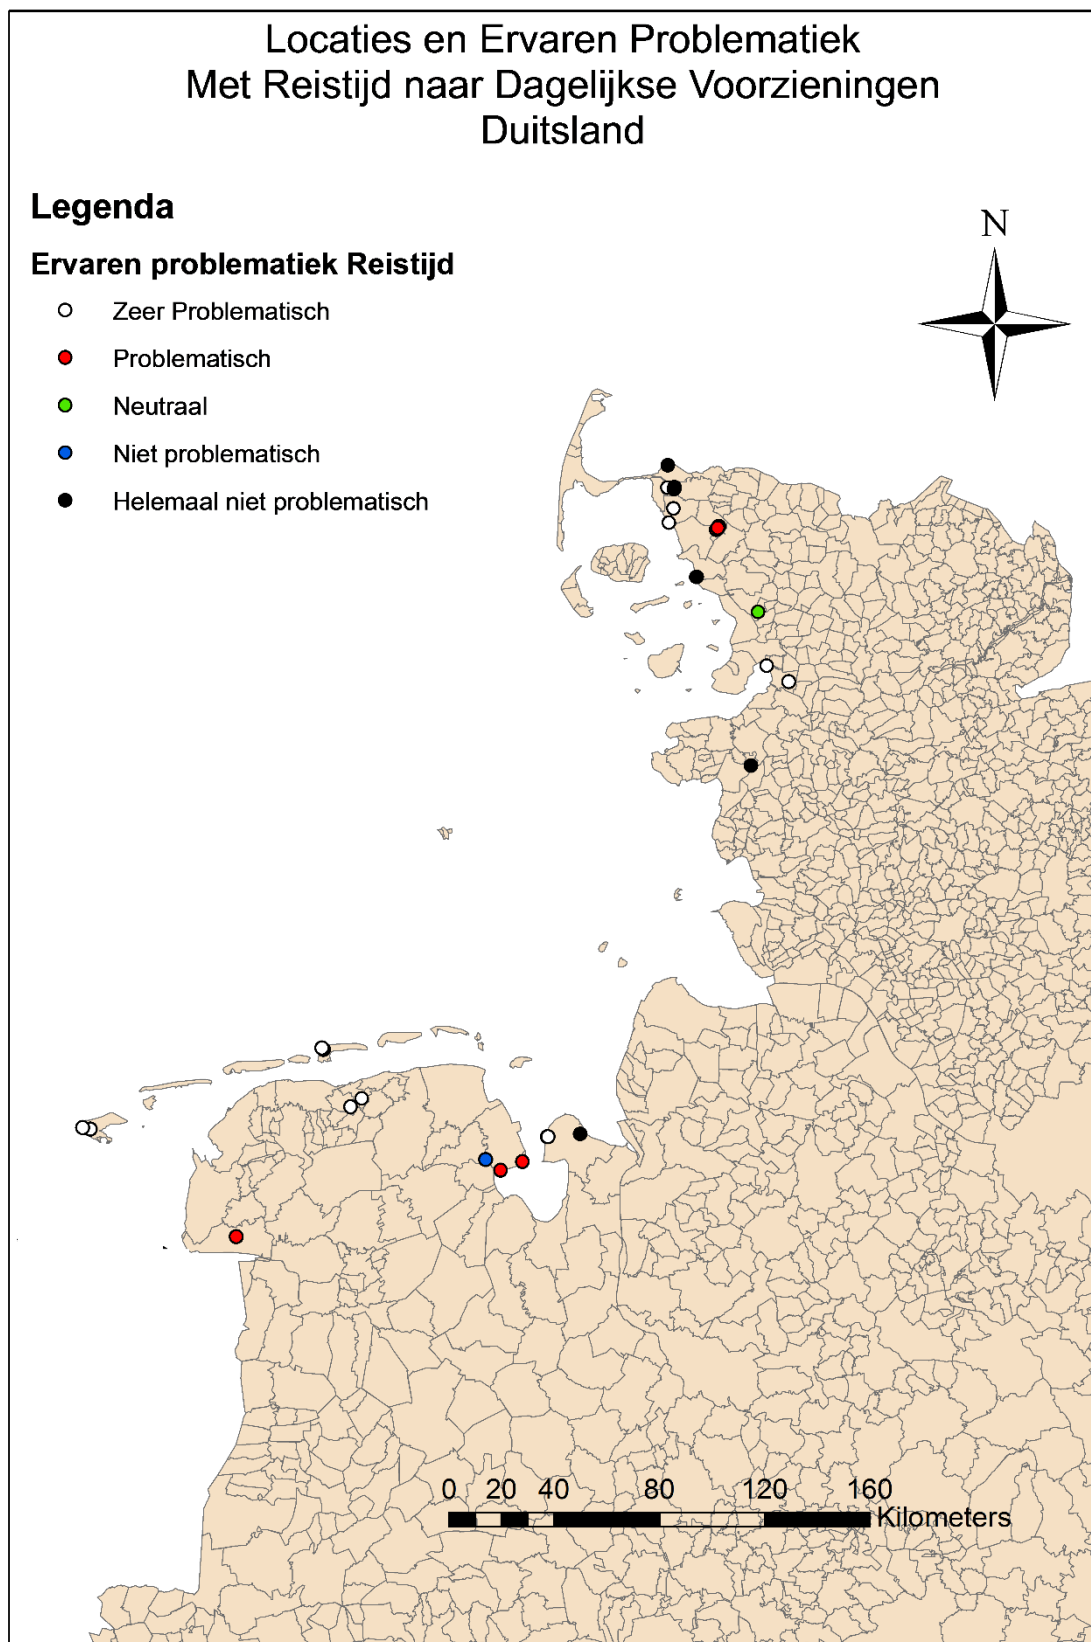 Locaties en Ervaren Problematiek
Met Reistijd naar Dagelijkse Voorzieningen
Duitsland
Legenda
Ervaren problematiek Reistijd
Zeer Problematisch
Problematisch
Neutraal
Niet problematisch
Helemaal niet problematisch
N
0 20 40 80 120 160
Kilometers